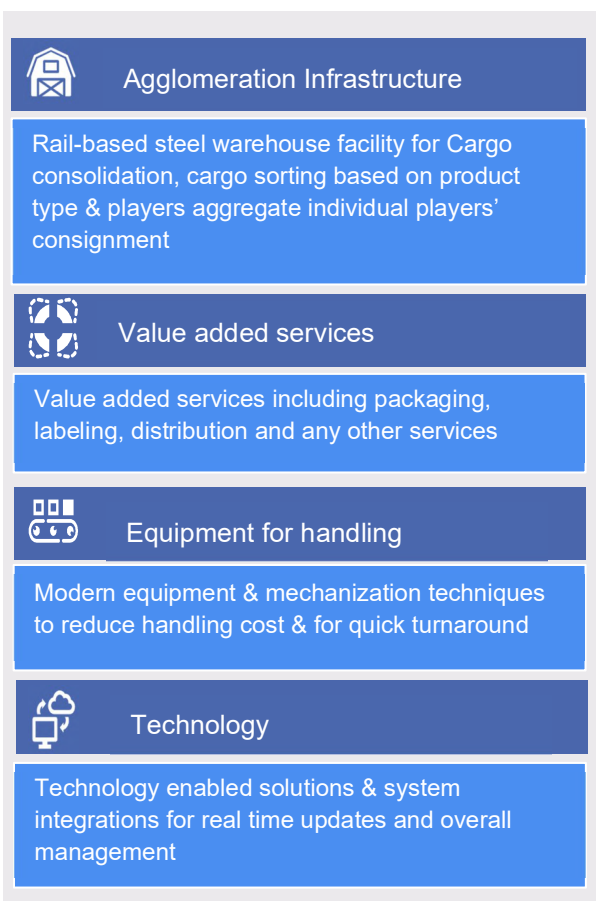 Agglomeration Infrastructure
Rail-based steel warehouse facility for Cargo
consolidation, cargo sorting based on product
type & players aggregate individual players’
consignment
Value added services
Value added services including packaging,
labeling, distribution and any other services
Equipment for handling
Modern equipment & mechanization techniques
to reduce handling cost & for quick turnaround
Technology
Technology enabled solutions & system
integrations for real time updates and overall
management